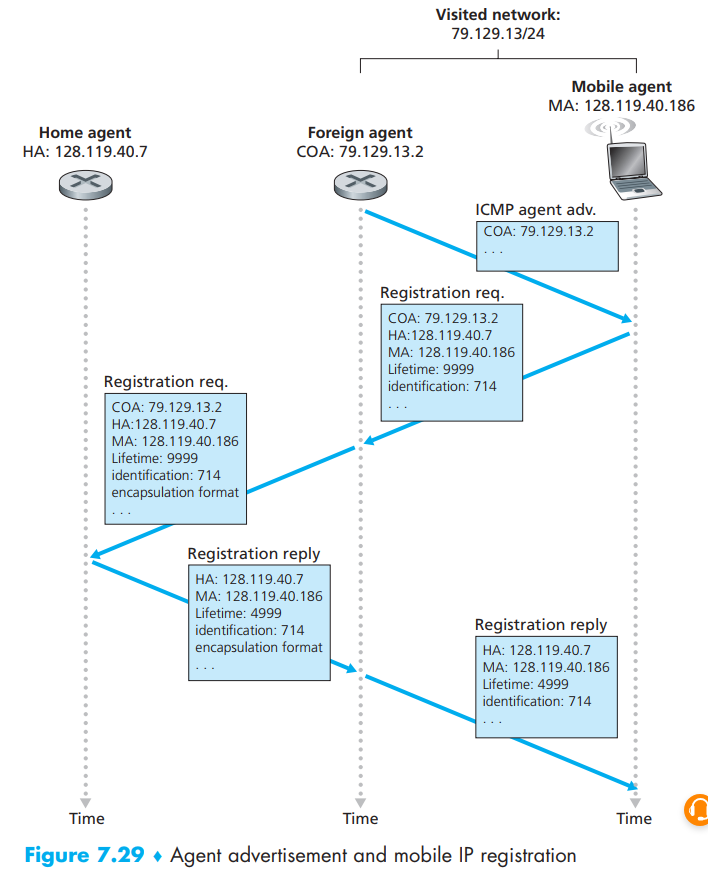 Visited network:
79.129.13/24
Mobile agent
MA: 128.119.40.186
Home agent
HA: 128.119.40.7
Foreign agent
COA: 79.129.13.2
ICMP agent adv.
COA: 79.129.13.2
. . .
Registration req.
COA: 79.129.13.2
HA:128.119.40.7
MA: 128.119.40.186
Lifetime: 9999
identification: 714
. . .
Registration req.
COA: 79.129.13.2
HA:128.119.40.7
MA: 128.119.40.186
Lifetime: 9999
identification: 714
encapsulation format
. . .
Registration reply
HA: 128.119.40.7
MA: 128.119.40.186
Lifetime: 4999
identification: 714
encapsulation format
. . .
Registration reply
HA: 128.119.40.7
MA: 128.119.40.186
Lifetime: 4999
identification: 714
. . .
Time
Time
Time
Figure 7.29 ♦ Agent advertisement and mobile IP registration